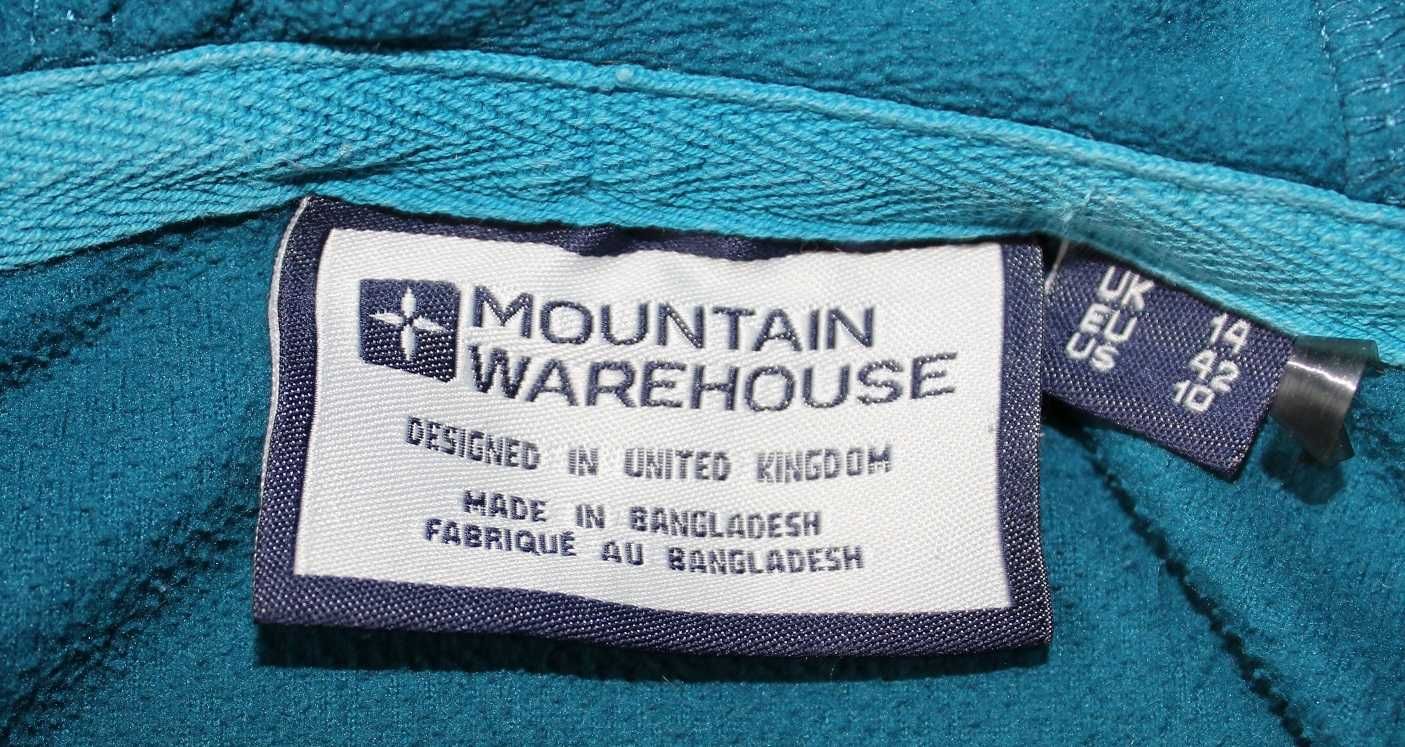 MOUNTAIN
WAREHOUSE
DESIGNED IN UNITED KINGDOM
MADE IN BANGLADESH
FABRIQUÉ AU BANGLADESH
UK 14
EU 42
US 10